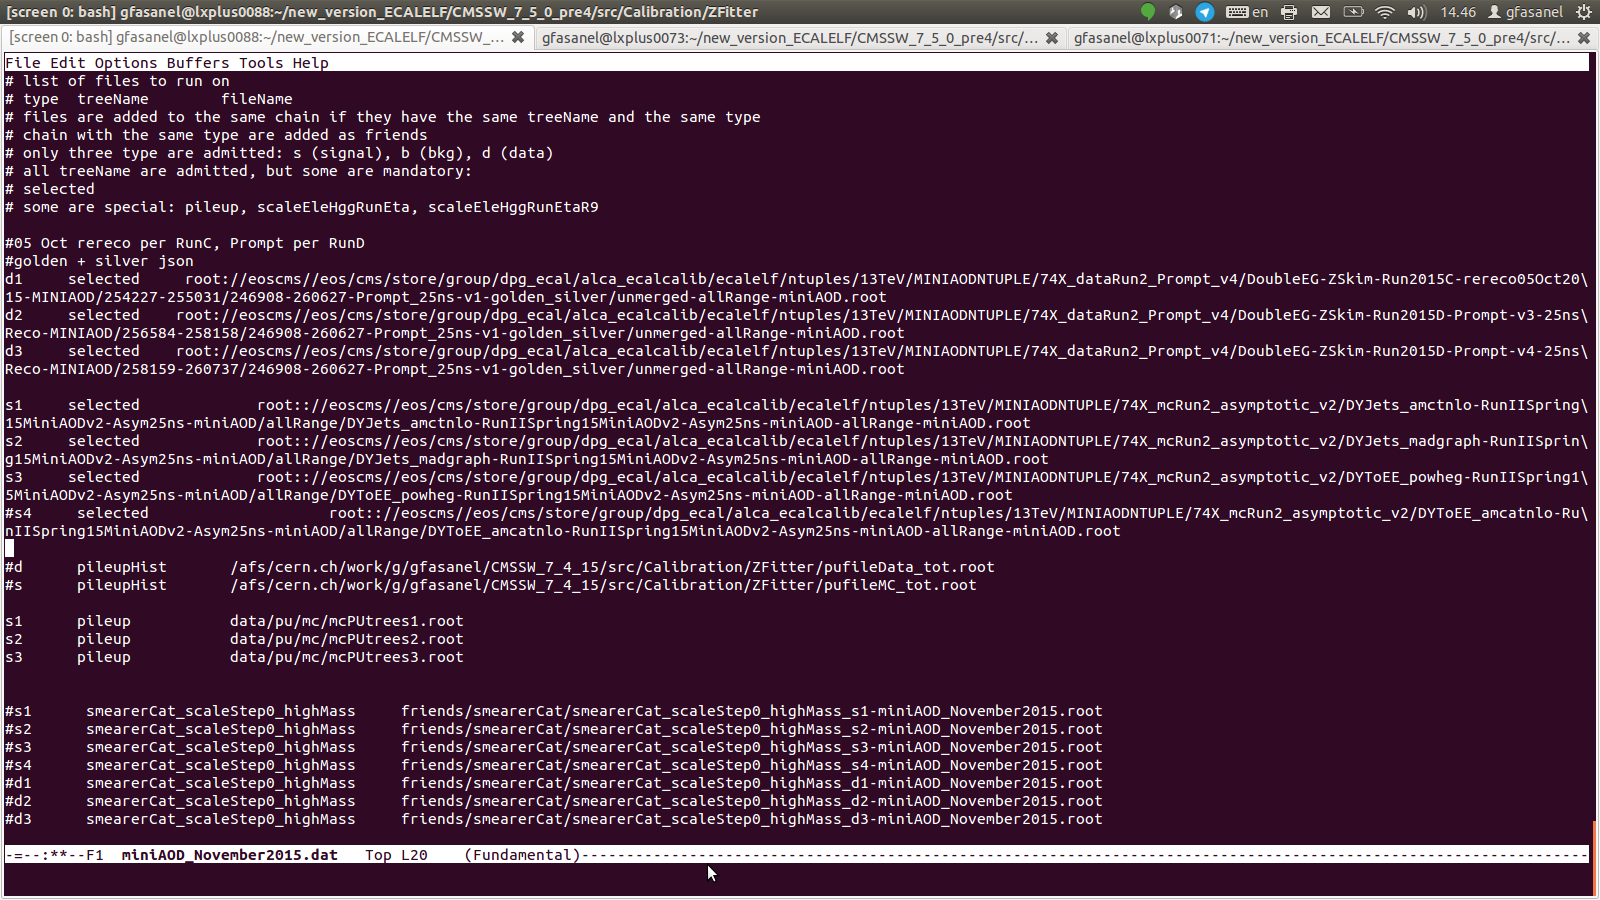 [screen 0: bash] gfasanel@lxplus0088:~/new_version_ECALELF/CMSSW_7_5_0_pre4/src/Calibration/ZFitter en 14.46 gfasanel
[screen 0: bash] gfasanel@lxplus0088:~/new_version_ECALELF/CMSSW_... gfasanel@lxplus0073:~/new_version_ECALELF/CMSSW_7_5_0_pre4/src/... gfasanel@lxplus0071:~/new_version_ECALELF/CMSSW_7_5_0_pre4/src/...
File Edit Options Buffers Tools Help
# list of files to run on
# type  treeName        fileName
# files are added to the same chain if they have the same treeName and the same type
# chain with the same type are added as friends
# only three type are admitted: s (signal), b (bkg), d (data)
# all treeName are admitted, but some are mandatory:
# selected
# some are special: pileup, scaleEleHggRunEta, scaleEleHggRunEtaR9
#05 Oct rereco per RunC, Prompt per RunD
#golden + silver json
d1     selected     root://eoscms//eos/cms/store/group/dpg_ecal/alca_ecalcalib/ecalelf/ntuples/13TeV/MINIAODNTUPLE/74X_dataRun2_Prompt_v4/DoubleEG-ZSkim-Run2015C-rereco05Oct20\
15-MINIAOD/254227-255031/246908-260627-Prompt_25ns-v1-golden_silver/unmerged-allRange-miniAOD.root
d2     selected    root://eoscms//eos/cms/store/group/dpg_ecal/alca_ecalcalib/ecalelf/ntuples/13TeV/MINIAODNTUPLE/74X_dataRun2_Prompt_v4/DoubleEG-ZSkim-Run2015D-Prompt-v3-25ns\
Reco-MINIAOD/256584-258158/246908-260627-Prompt_25ns-v1-golden_silver/unmerged-allRange-miniAOD.root
d3     selected    root://eoscms//eos/cms/store/group/dpg_ecal/alca_ecalcalib/ecalelf/ntuples/13TeV/MINIAODNTUPLE/74X_dataRun2_Prompt_v4/DoubleEG-ZSkim-Run2015D-Prompt-v4-25ns\
Reco-MINIAOD/258159-260737/246908-260627-Prompt_25ns-v1-golden_silver/unmerged-allRange-miniAOD.root
s1     selected             root:://eoscms//eos/cms/store/group/dpg_ecal/alca_ecalcalib/ecalelf/ntuples/13TeV/MINIAODNTUPLE/74X_mcRun2_asymptotic_v2/DYJets_amctnlo-RunIISpring\
15MiniAODv2-Asym25ns-miniAOD/allRange/DYJets_amctnlo-RunIISpring15MiniAODv2-Asym25ns-miniAOD-allRange-miniAOD.root
s2     selected             root:://eoscms//eos/cms/store/group/dpg_ecal/alca_ecalcalib/ecalelf/ntuples/13TeV/MINIAODNTUPLE/74X_mcRun2_asymptotic_v2/DYJets_madgraph-RunIISprin\
g15MiniAODv2-Asym25ns-miniAOD/allRange/DYJets_madgraph-RunIISpring15MiniAODv2-Asym25ns-miniAOD-allRange-miniAOD.root
s3     selected             root:://eoscms//eos/cms/store/group/dpg_ecal/alca_ecalcalib/ecalelf/ntuples/13TeV/MINIAODNTUPLE/74X_mcRun2_asymptotic_v2/DYToEE_powheg-RunIISpring1\
5MiniAODv2-Asym25ns-miniAOD/allRange/DYToEE_powheg-RunIISpring15MiniAODv2-Asym25ns-miniAOD-allRange-miniAOD.root
#s4     selected                    root:://eoscms//eos/cms/store/group/dpg_ecal/alca_ecalcalib/ecalelf/ntuples/13TeV/MINIAODNTUPLE/74X_mcRun2_asymptotic_v2/DYToEE_amcatnlo-Ru\
nIISpring15MiniAODv2-Asym25ns-miniAOD/allRange/DYToEE_amcatnlo-RunIISpring15MiniAODv2-Asym25ns-miniAOD-allRange-miniAOD.root
#d      pileupHist       /afs/cern.ch/work/g/gfasanel/CMSSW_7_4_15/src/Calibration/ZFitter/pufileData_tot.root
#s      pileupHist       /afs/cern.ch/work/g/gfasanel/CMSSW_7_4_15/src/Calibration/ZFitter/pufileMC_tot.root
s1      pileup           data/pu/mc/mcPUtrees1.root
s2      pileup           data/pu/mc/mcPUtrees2.root
s3      pileup           data/pu/mc/mcPUtrees3.root
#s1      smearerCat_scaleStep0_highMass     friends/smearerCat/smearerCat_scaleStep0_highMass_s1-miniAOD_November2015.root
#s2      smearerCat_scaleStep0_highMass     friends/smearerCat/smearerCat_scaleStep0_highMass_s2-miniAOD_November2015.root
#s3      smearerCat_scaleStep0_highMass     friends/smearerCat/smearerCat_scaleStep0_highMass_s3-miniAOD_November2015.root
#s4      smearerCat_scaleStep0_highMass     friends/smearerCat/smearerCat_scaleStep0_highMass_s4-miniAOD_November2015.root
#d1      smearerCat_scaleStep0_highMass     friends/smearerCat/smearerCat_scaleStep0_highMass_d1-miniAOD_November2015.root
#d2      smearerCat_scaleStep0_highMass     friends/smearerCat/smearerCat_scaleStep0_highMass_d2-miniAOD_November2015.root
#d3      smearerCat_scaleStep0_highMass     friends/smearerCat/smearerCat_scaleStep0_highMass_d3-miniAOD_November2015.root
-=--:**--F1  miniAOD_November2015.dat   Top L20    (Fundamental)----------------------------------------------------------------------------------------------------------------